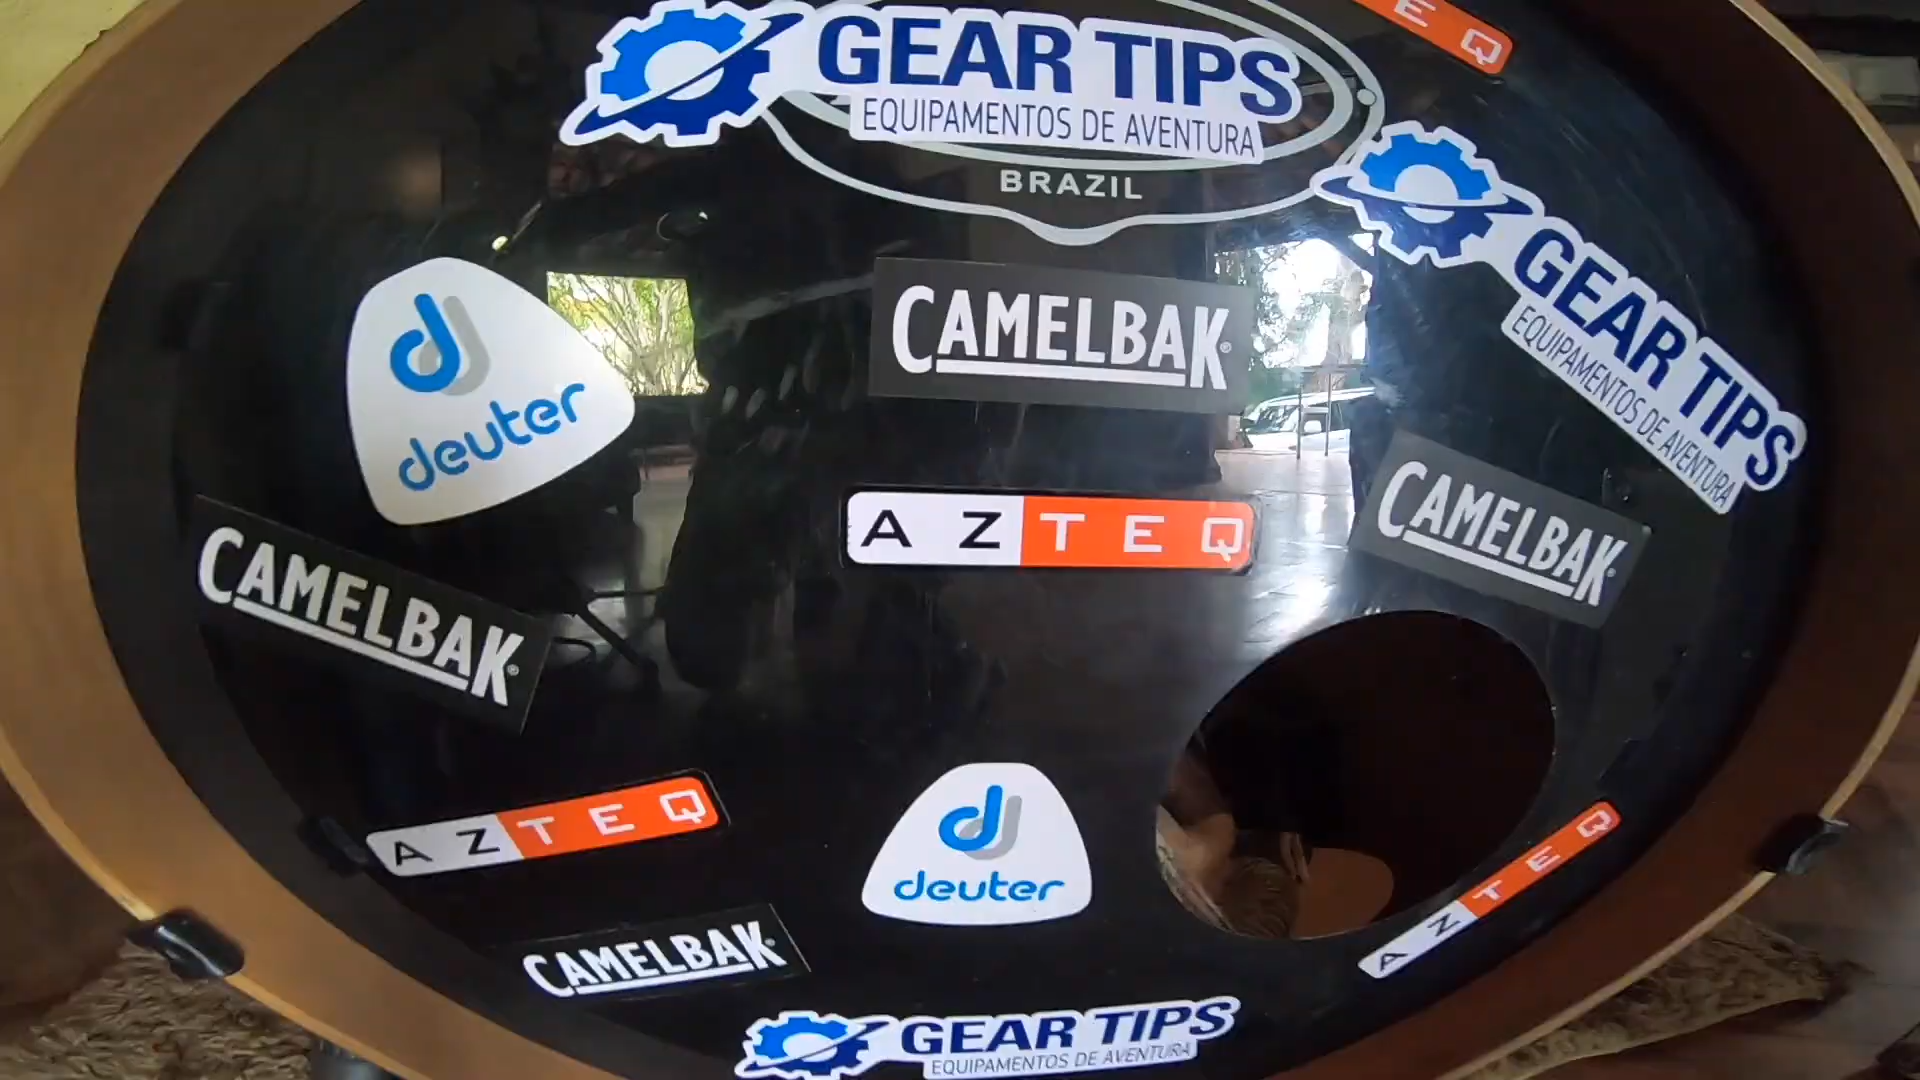 E Q
GEAR TIPS
EQUIPAMENTOS DE AVENTURA
BRAZIL
GEAR TIPS
EQUIPAMENTOS DE AVENTURA
d
deuter
CAMELBAK®
AZTEQ
CAMELBAK®
CAMELBAK®
AZTEQ
d
deuter
AZTEQ
CAMELBAK®
GEAR TIPS
EQUIPAMENTOS DE AVENTURA